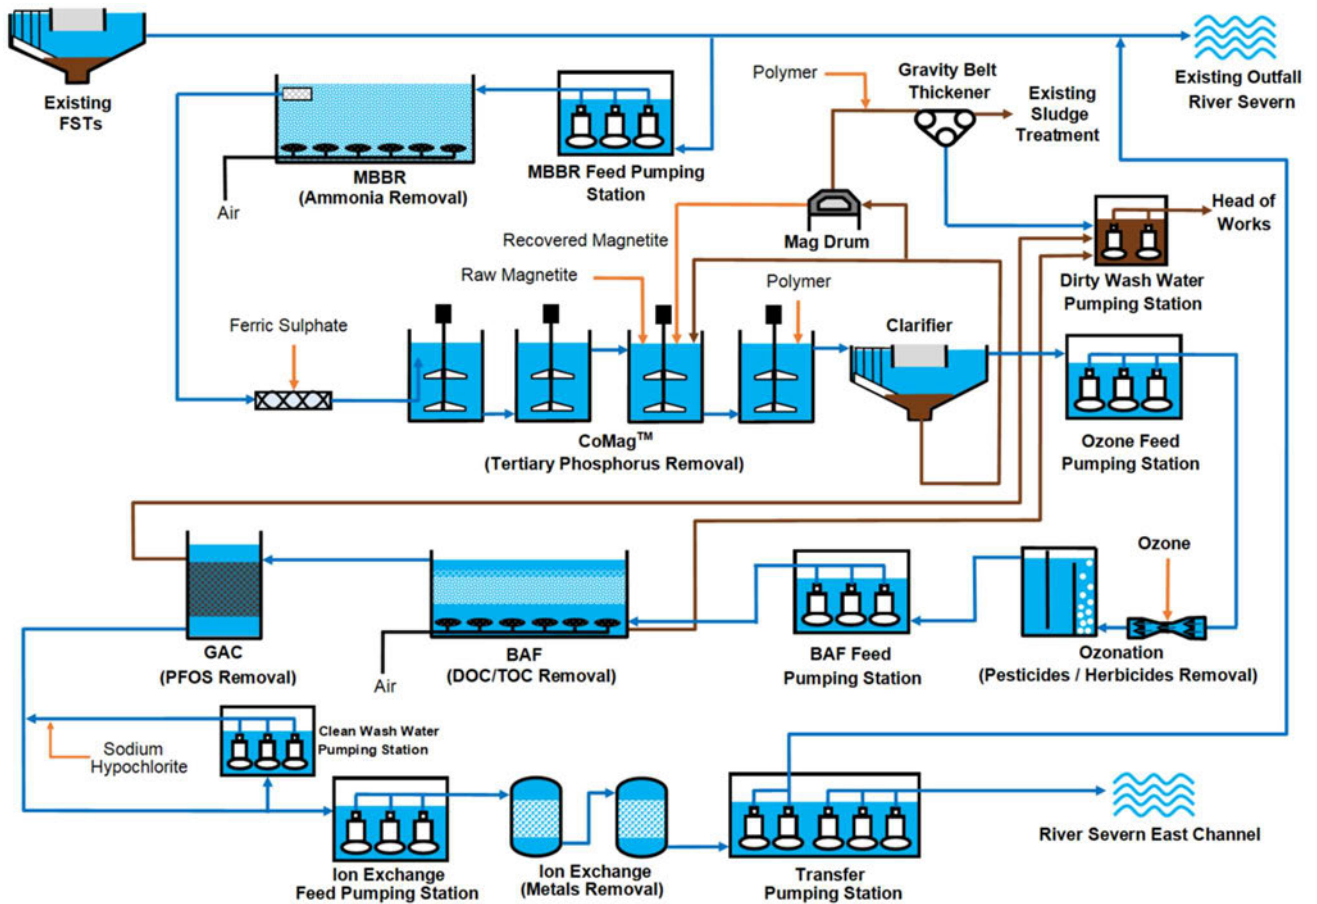 Existing
FSTs
Existing Outfall
River Severn
Polymer
Gravity Belt
Thickener
Existing
Sludge
Treatment
MBBR
(Ammonia Removal)
Air
MBBR Feed Pumping
Station
Mag Drum
Head of
Works
Dirty Wash Water
Pumping Station
Recovered Magnetite
Raw Magnetite
Polymer
Ferric Sulphate
Clarifier
CoMag™
(Tertiary Phosphorus Removal)
Ozone Feed
Pumping Station
Ozone
GAC
(PFOS Removal)
BAF
(DOC/TOC Removal)
Air
BAF Feed
Pumping Station
Ozonation
(Pesticides / Herbicides Removal)
Clean Wash Water
Pumping Station
Sodium
Hypochlorite
Ion Exchange
Feed Pumping Station
Ion Exchange
(Metals Removal)
Transfer
Pumping Station
River Severn East Channel